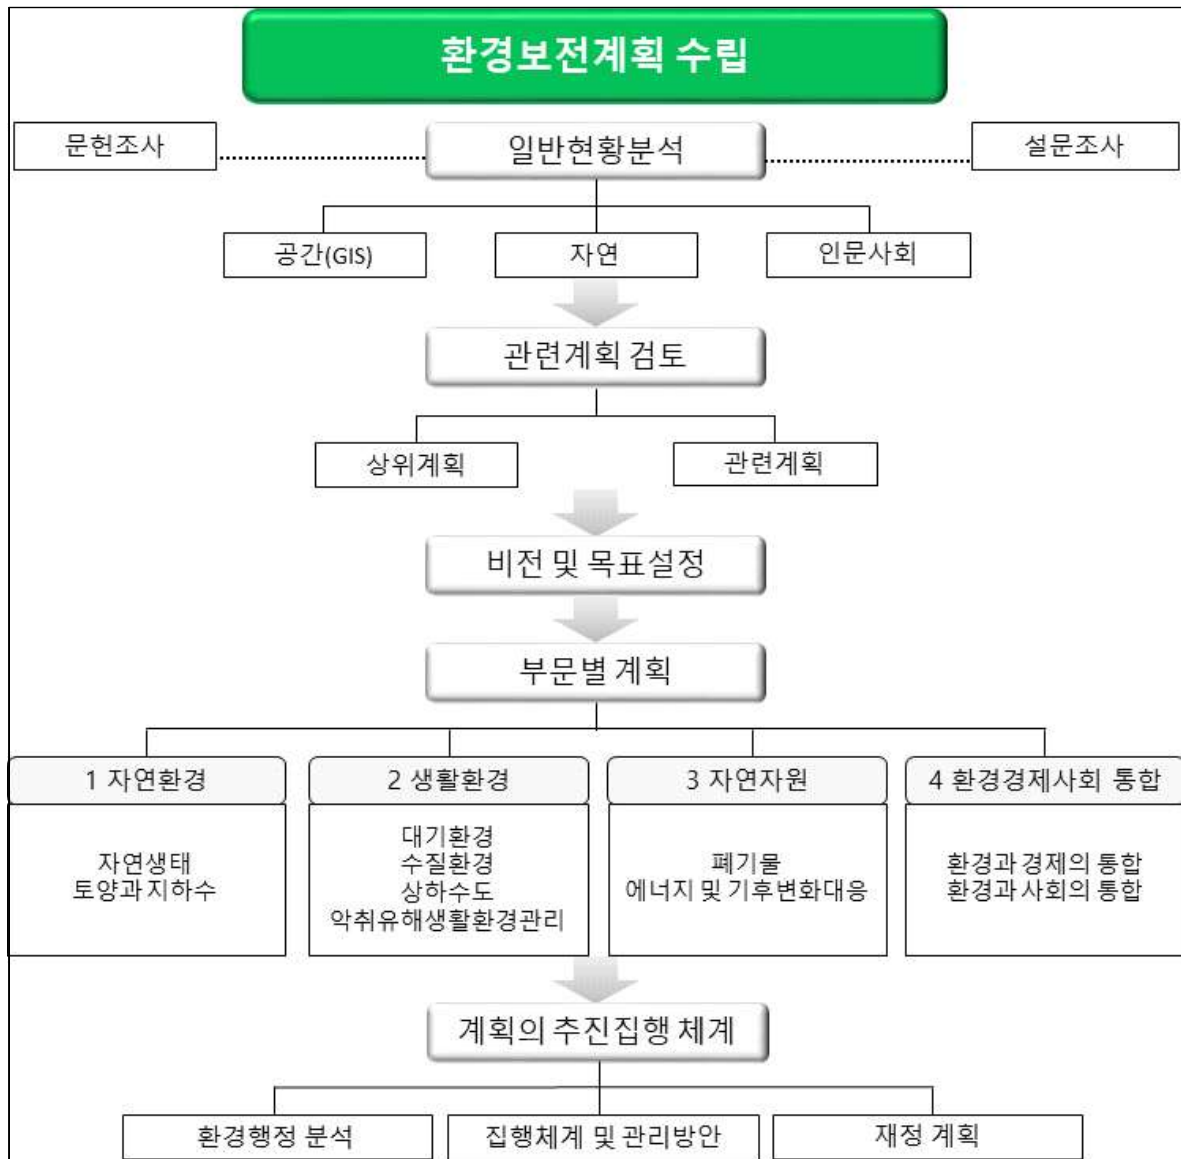 환경보전계획 수립
문헌조사
일반현황분석
설문조사
공간(GIS)
자연
인문사회
관련계획 검토
상위계획
관련계획
비전 및 목표설정
부문별 계획
1 자연환경
2 생활환경
3 자연자원
4 환경경제사회 통합
자연생태
토양과 지하수
대기환경
수질환경
상하수도
악취유해생활환경관리
폐기물
에너지 및 기후변화대응
환경과 경제의 통합
환경과 사회의 통합
계획의 추진집행 체계
환경행정 분석
집행체계 및 관리방안
재정 계획